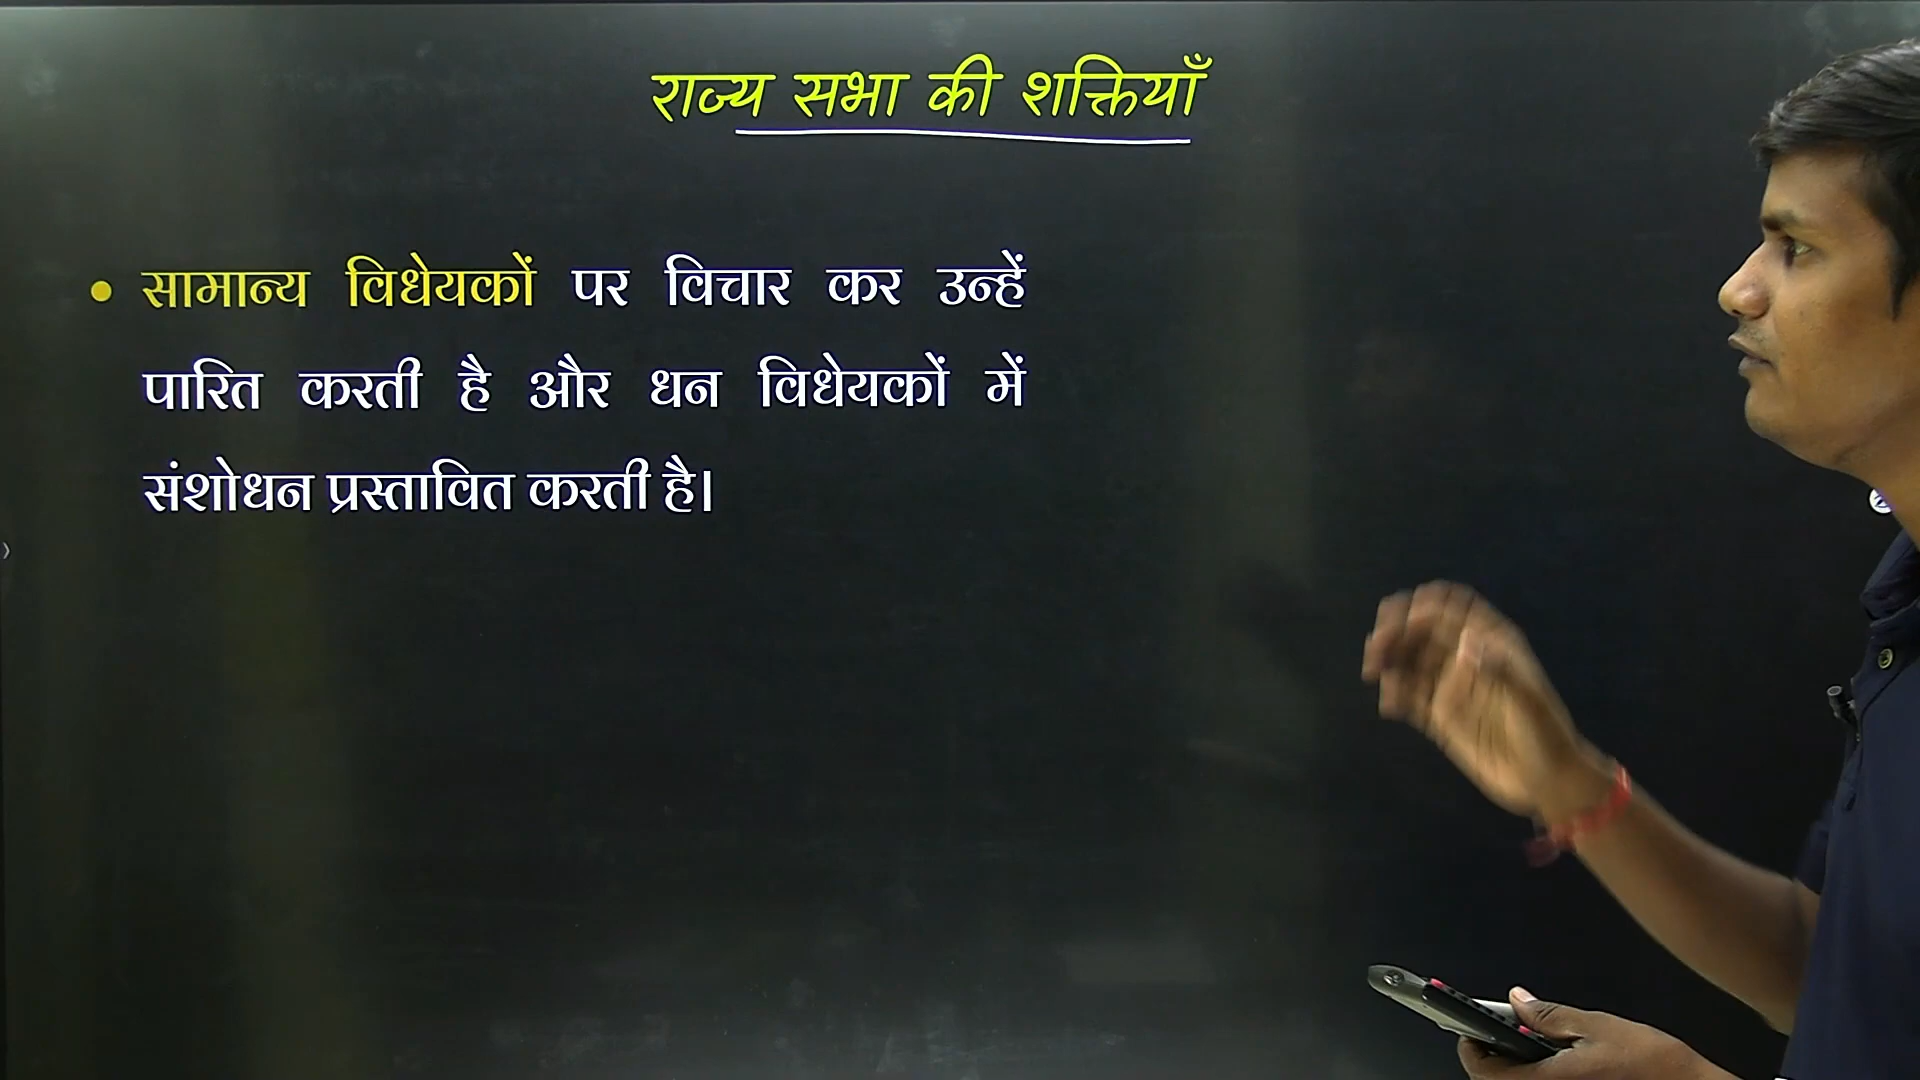 राज्य सभा की शक्तियाँ
• सामान्य विधेयकों पर विचार कर उन्हें
पारित करती है और धन विधेयकों में
संशोधन प्रस्तावित करती है।